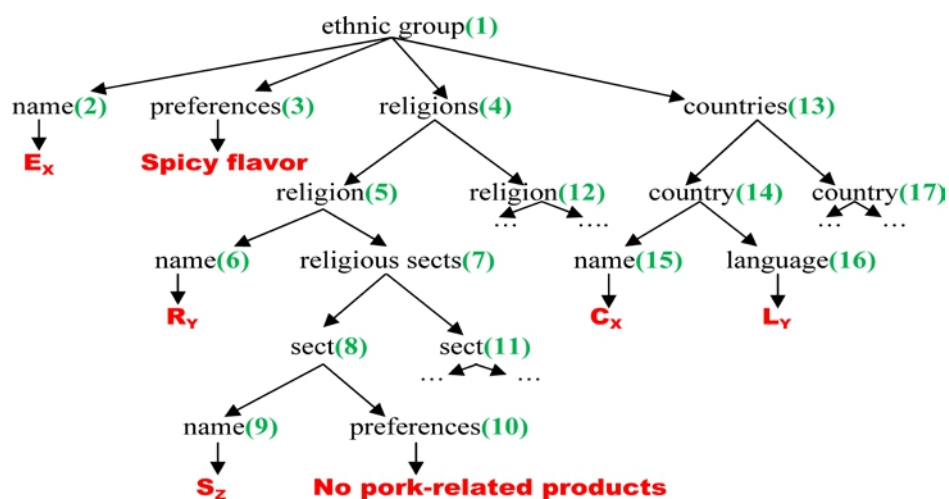 ethnic group(1)
name(2) preferences(3) religions(4) countries(13)
Ex Spicy flavor
religion(5) religion(12) country(14) country(17)
... .... ... ...
name(6) religious sects(7) name(15) language(16)
RY CX LY
sect(8) sect(11)
... ...
name(9) preferences(10)
SZ No pork-related products